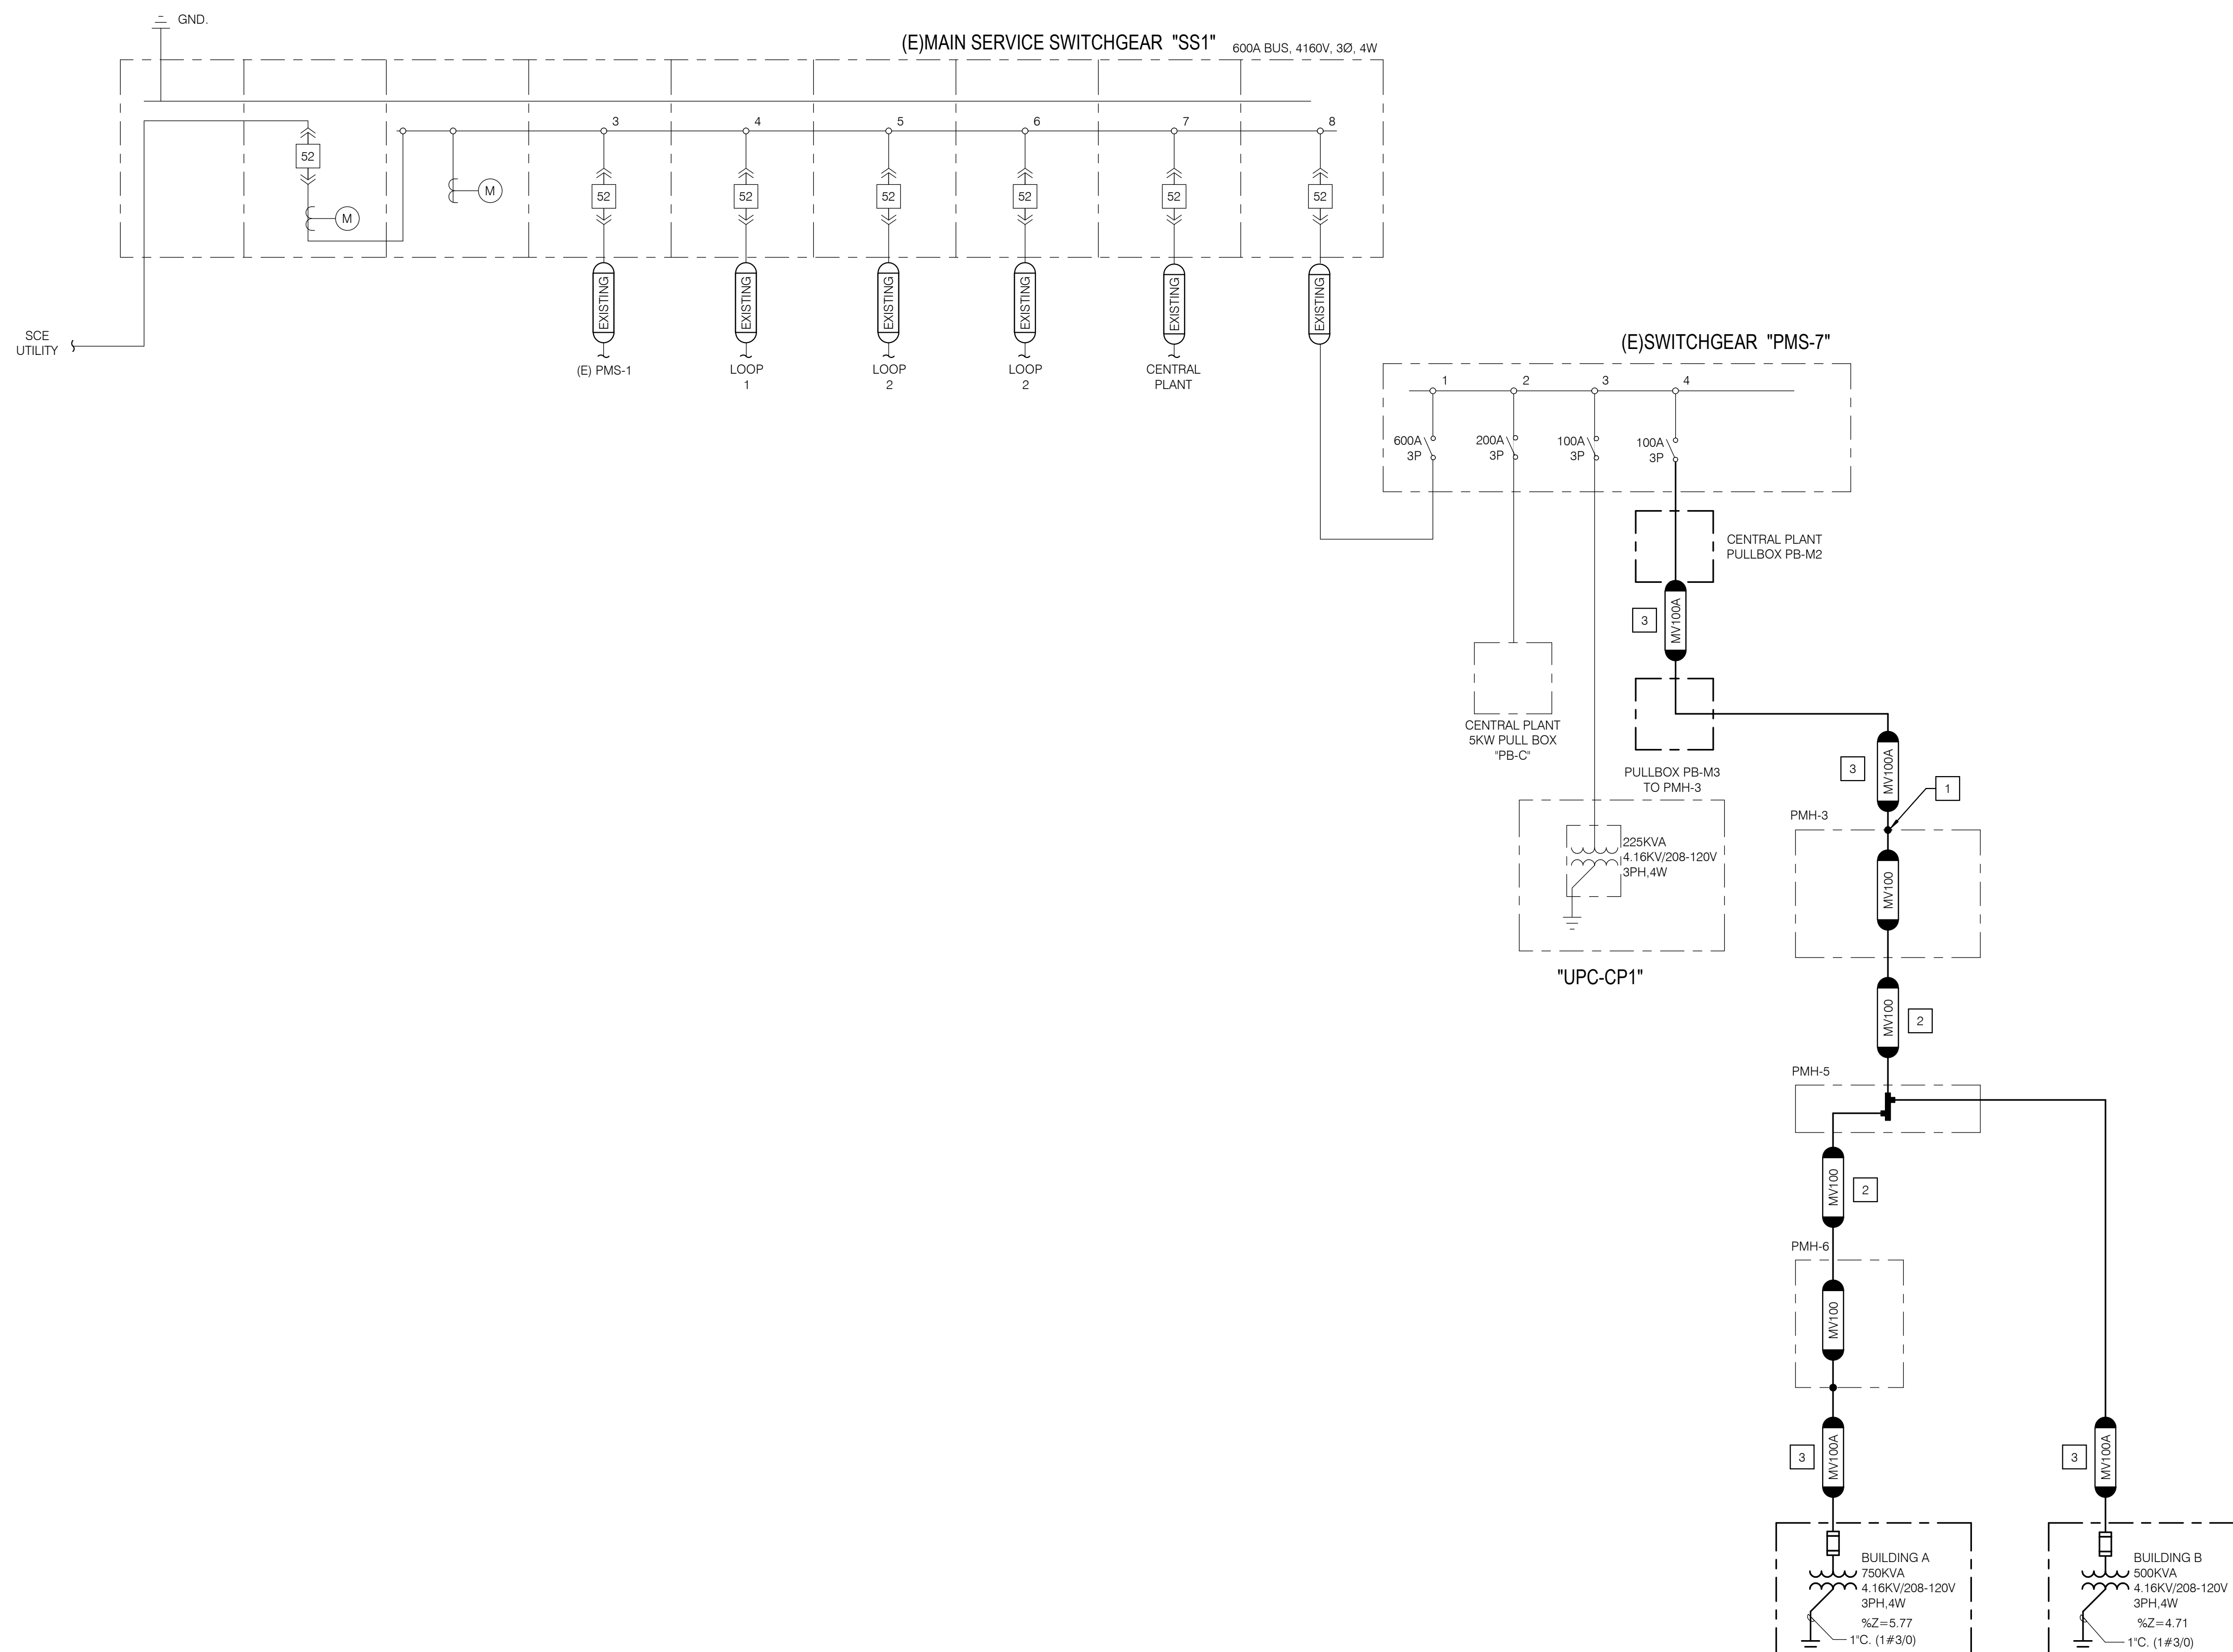 GND.
(E)MAIN SERVICE SWITCHGEAR "SS1"
600A BUS, 4160V, 3Ø, 4W
3
4
5
6
7
8
52
52
52
52
52
52
52
M
M
EXISTING
EXISTING
EXISTING
EXISTING
EXISTING
EXISTING
SCE
UTILITY
(E) PMS-1
LOOP
1
LOOP
2
LOOP
2
CENTRAL
PLANT
(E)SWITCHGEAR "PMS-7"
1
2
3
4
600A
3P
200A
3P
100A
3P
100A
3P
CENTRAL PLANT
PULLBOX PB-M2
3
MV100A
CENTRAL PLANT
5KW PULL BOX
"PB-C"
PULLBOX PB-M3
TO PMH-3
3
MV100A
1
PMH-3
225KVA
4.16KV/208-120V
3PH,4W
MV100
"UPC-CP1"
MV100
2
PMH-5
MV100
2
PMH-6
MV100
3
MV100A
3
MV100A
BUILDING A
750KVA
4.16KV/208-120V
3PH,4W
%Z=5.77
1"C. (1#3/0)
BUILDING B
500KVA
4.16KV/208-120V
3PH,4W
%Z=4.71
1"C. (1#3/0)